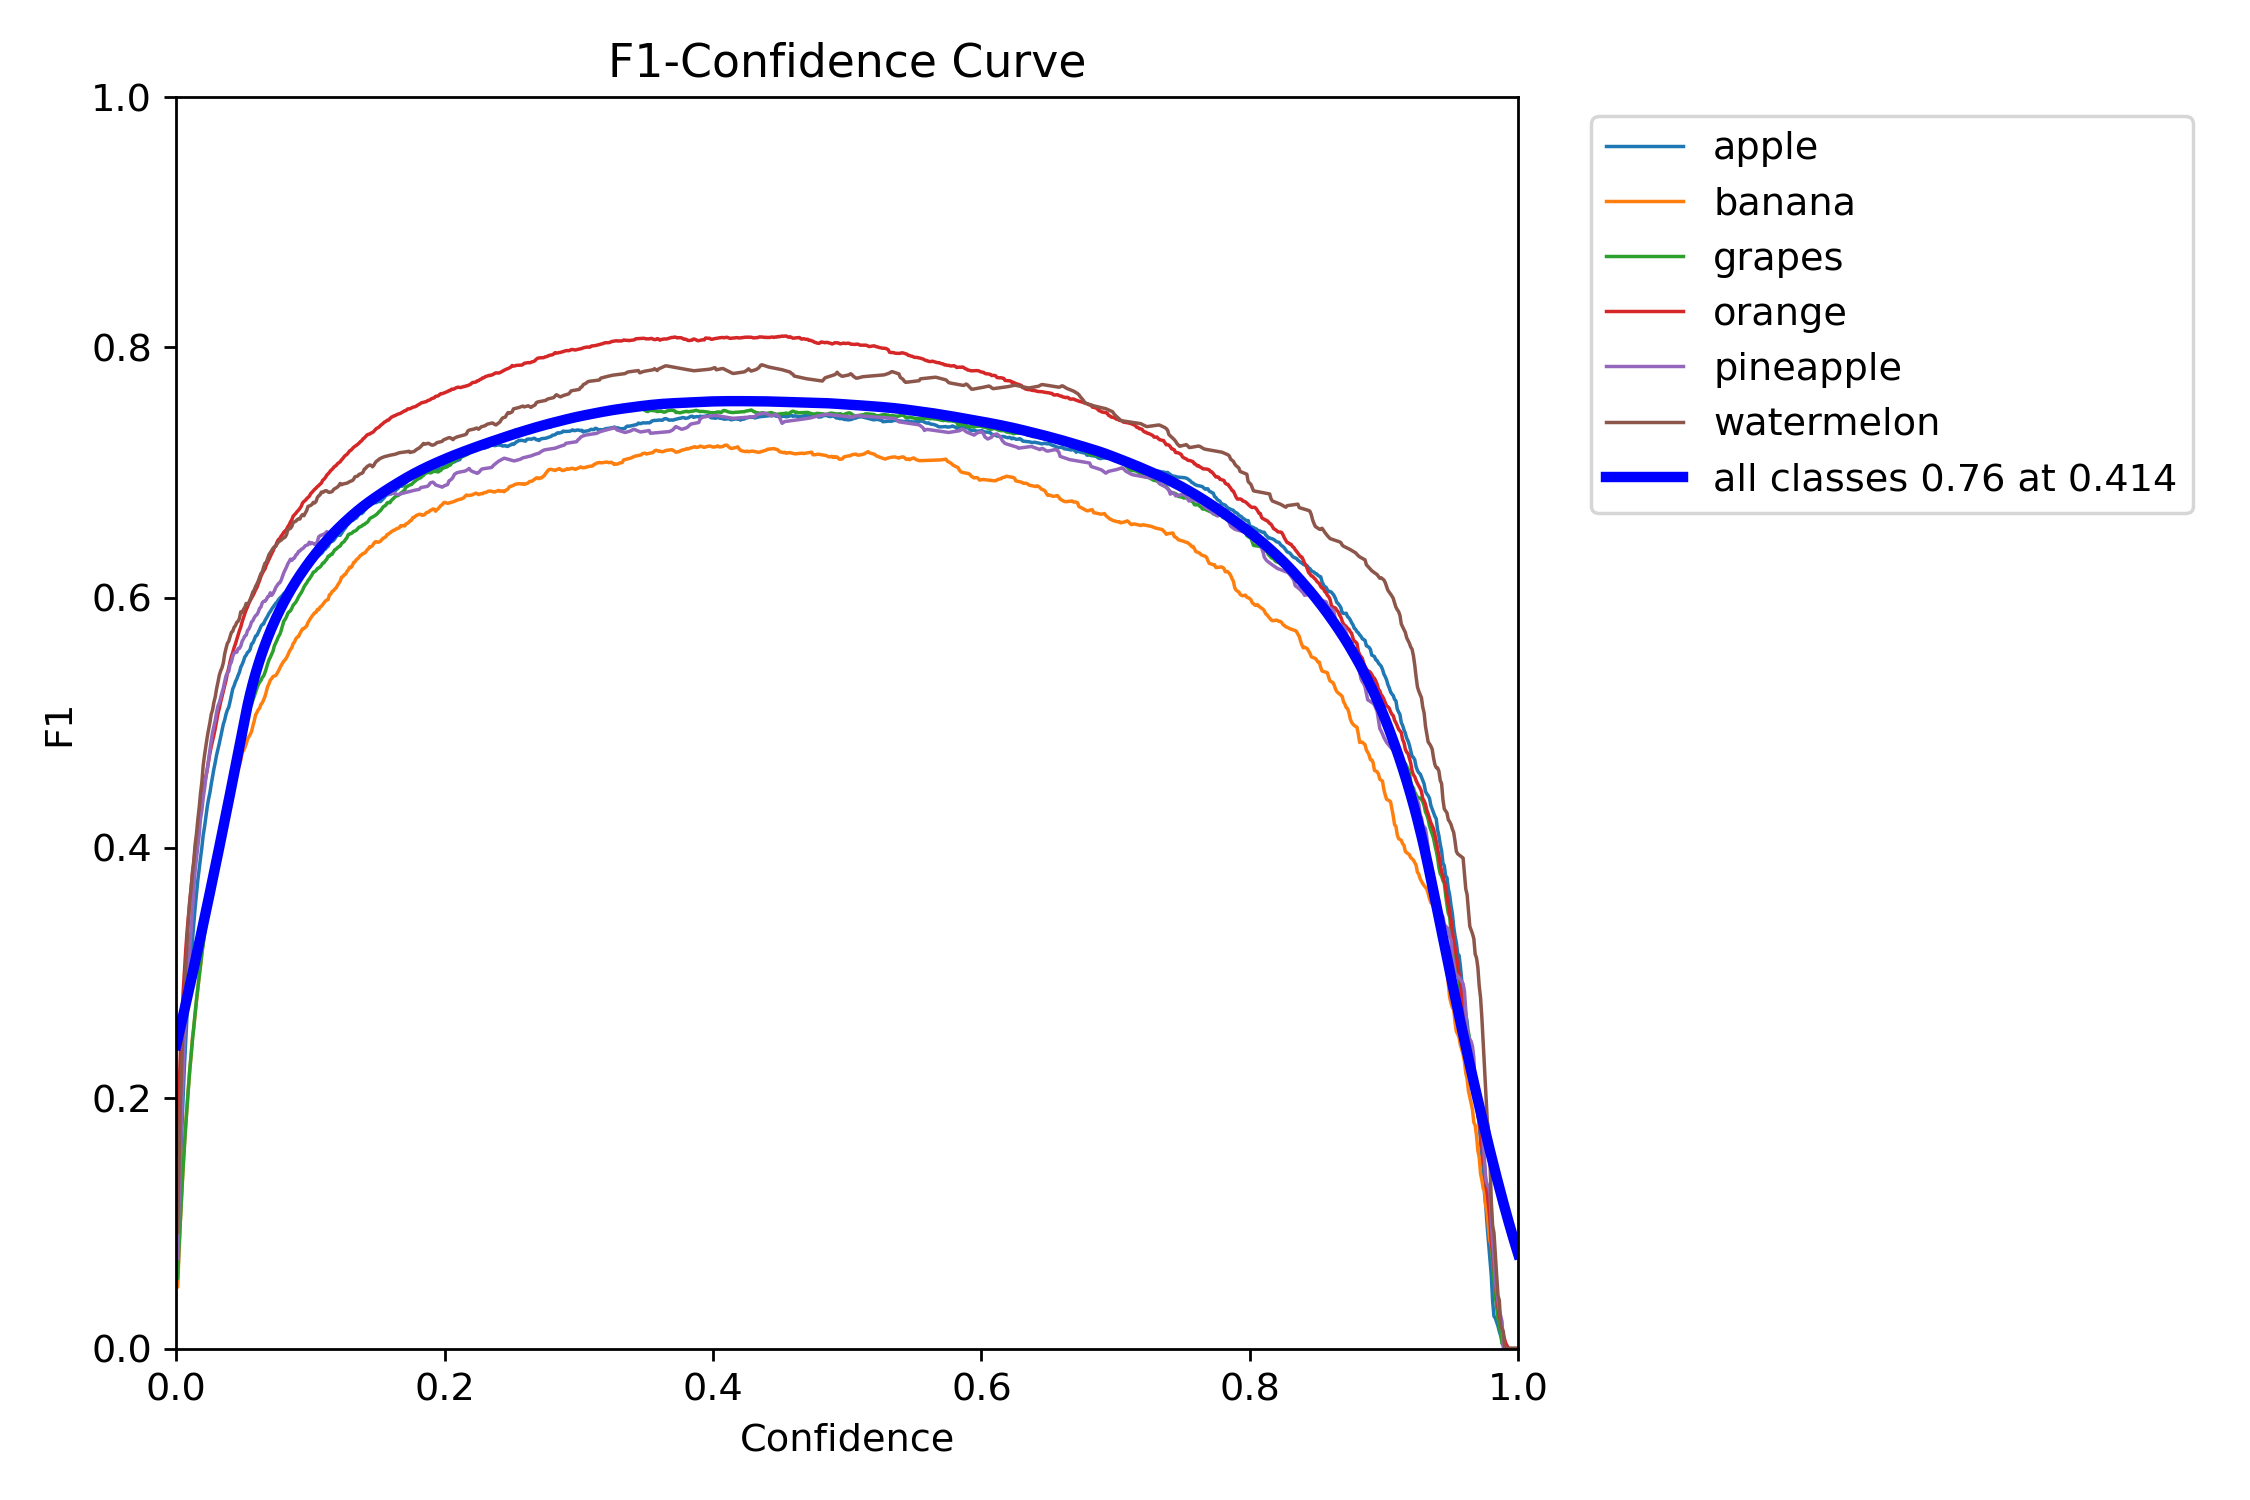 F1-Confidence Curve
1.0
0.8
0.6
0.4
0.2
0.0
F1
0.0 0.2 0.4 0.6 0.8 1.0
Confidence
apple
banana
grapes
orange
pineapple
watermelon
all classes 0.76 at 0.414